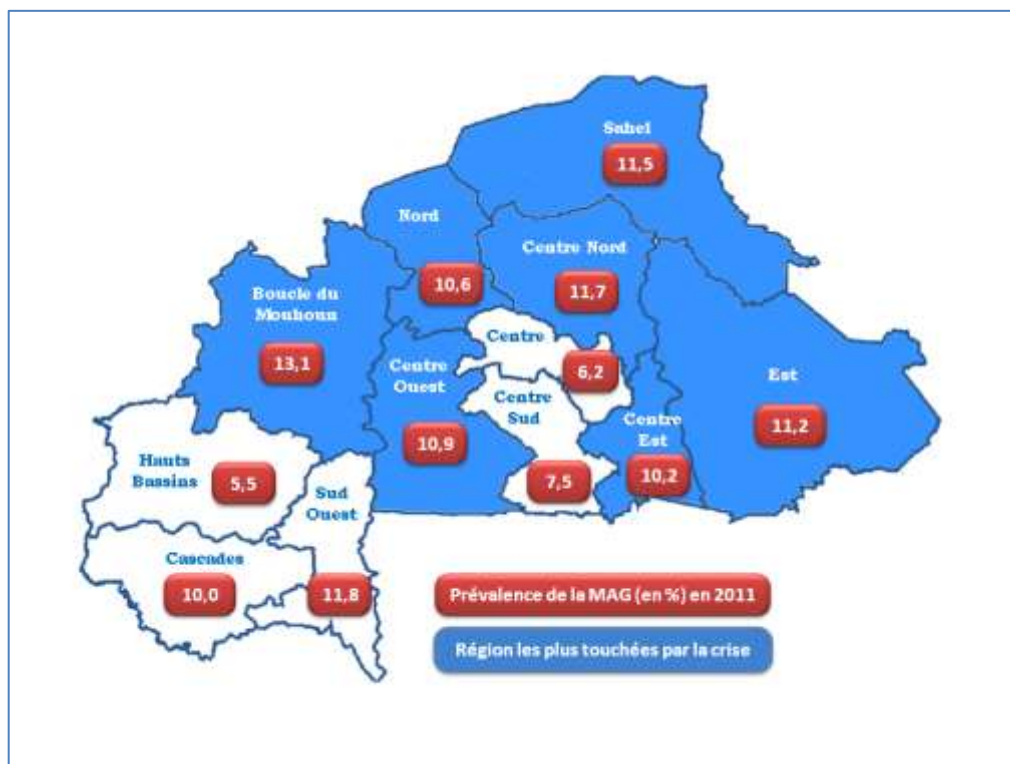 Sahel
11,5
Nord
10,6
Centre Nord
11,7
Boucle du
Mouhoun
13,1
Centre
6,2
Centre
Ouest
10,9
Centre
Sud
7,5
Centre
Est
10,2
Est
11,2
Hauts
Bassins
5,5
Sud
Ouest
11,8
Cascades
10,0
Prévalence de la MAG (en %) en 2011
Région les plus touchées par la crise